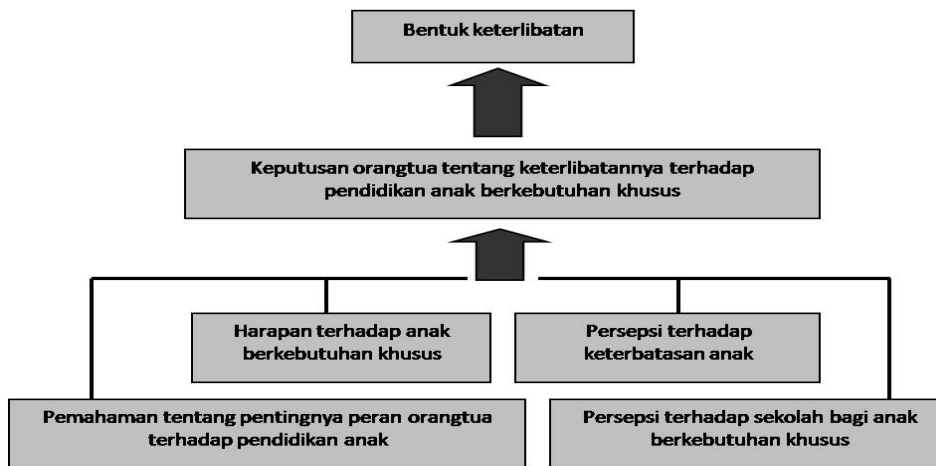 Bentuk keterlibatan
Keputusan orangtua tentang keterlibatannya terhadap
pendidikan anak berkebutuhan khusus
Harapan terhadap anak
berkebutuhan khusus
Persepsi terhadap
keterbatasan anak
Pemahaman tentang pentingnya peran orangtua
terhadap pendidikan anak
Persepsi terhadap sekolah bagi anak
berkebutuhan khusus